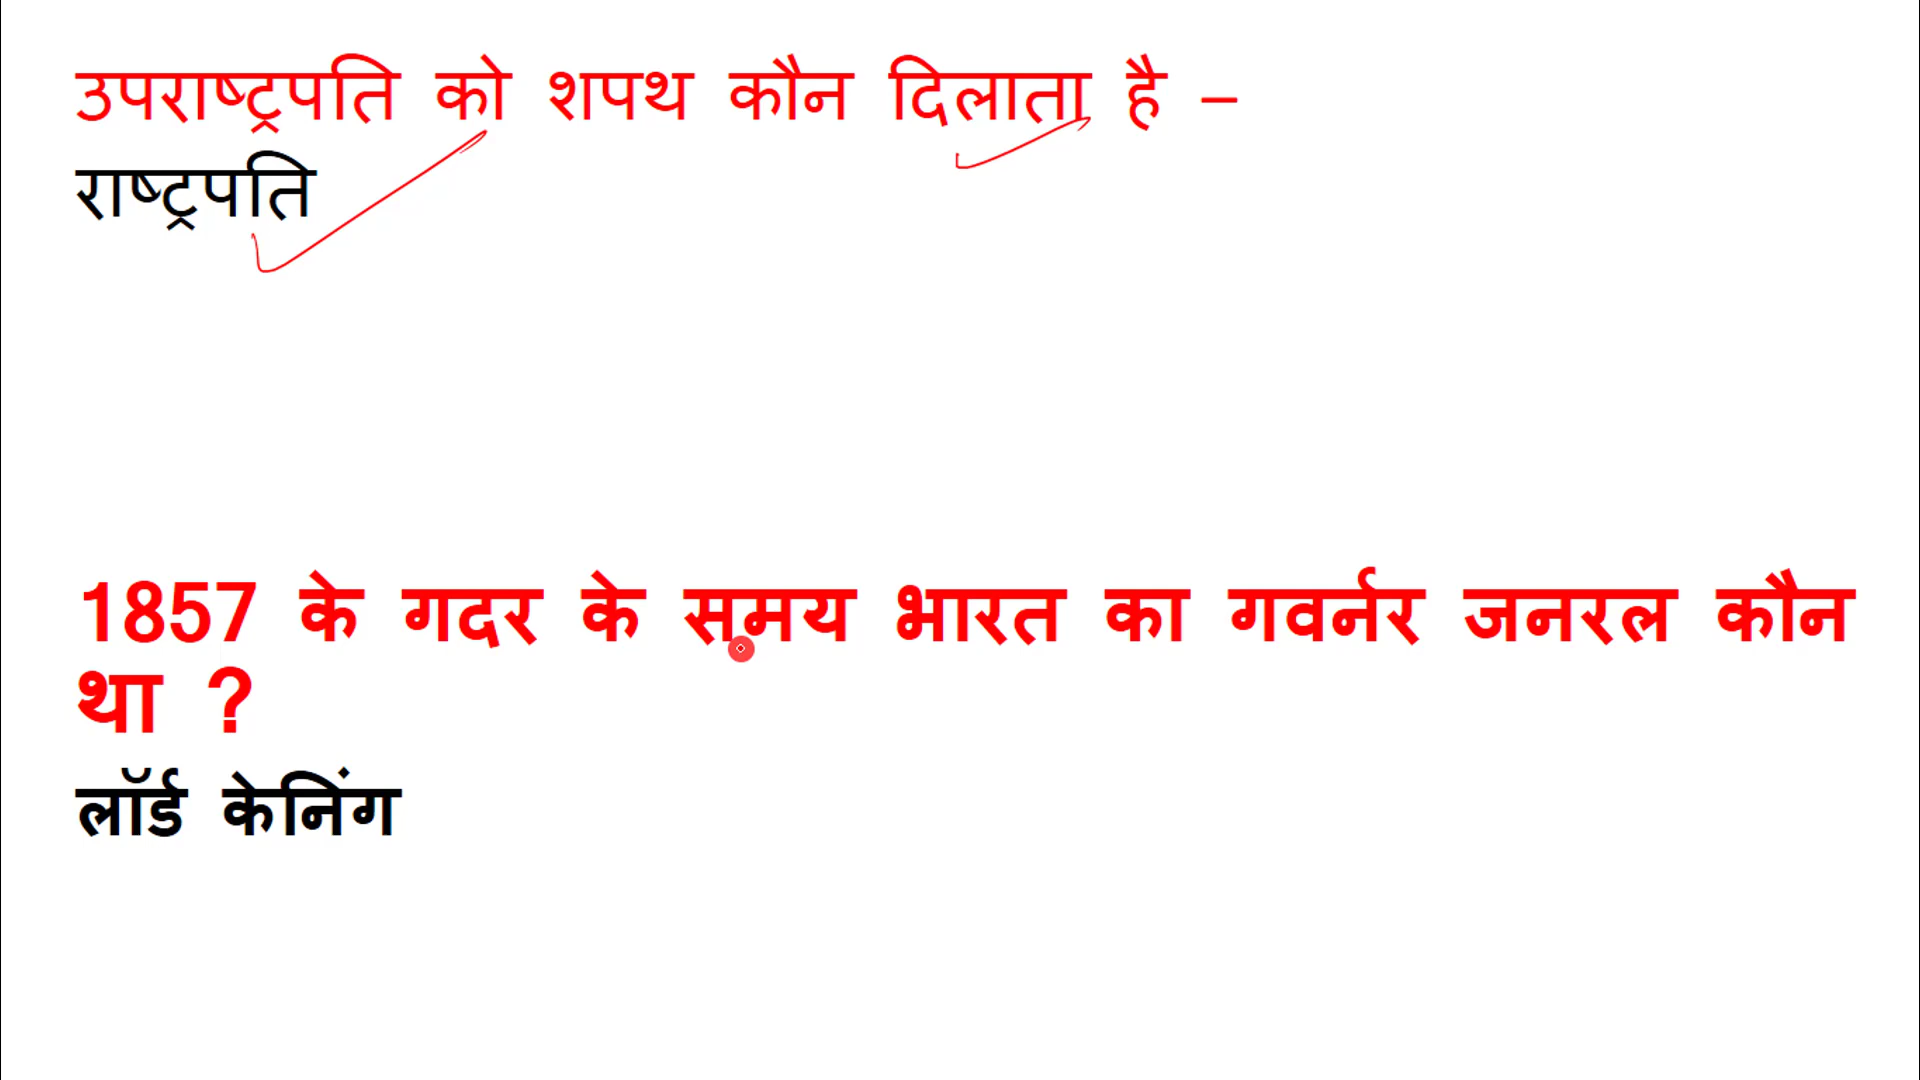 उपराष्ट्रपति को शपथ कौन दिलाता है –
राष्ट्रपति
1857 के गदर के समय भारत का गवर्नर जनरल कौन
था ?
लॉर्ड केनिंग